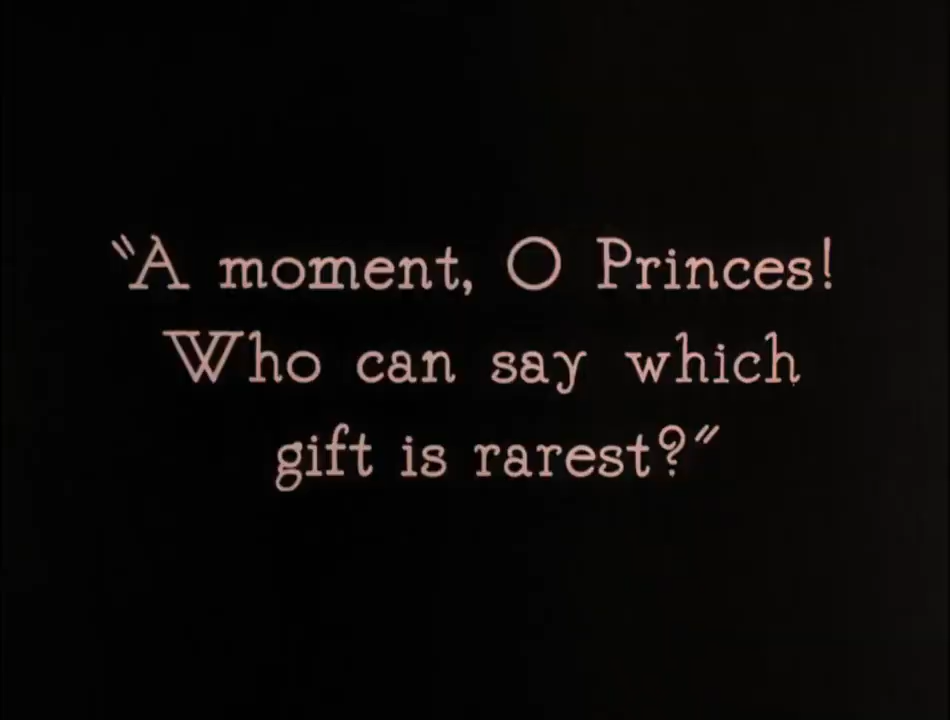 "A moment, O Princes!
Who can say which
gift is rarest?"